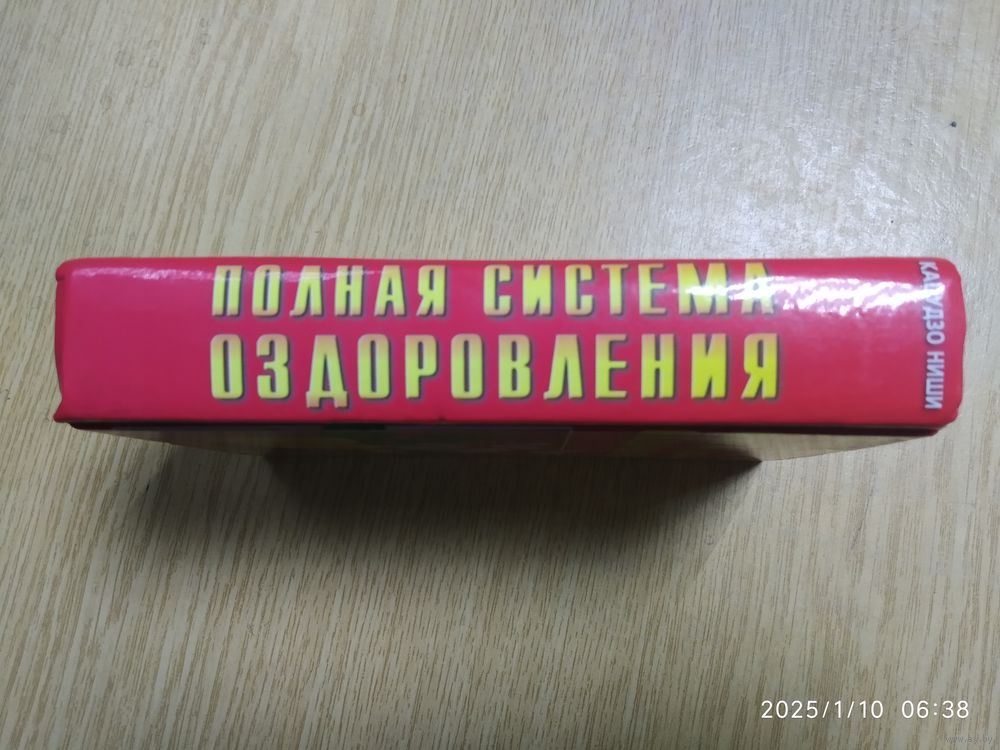 ПОЛНАЯ СИСТЕМА
ОЗДОРОВЛЕНИЯ
КАЦУДЗО НИШИ
2025/1/10 06:38